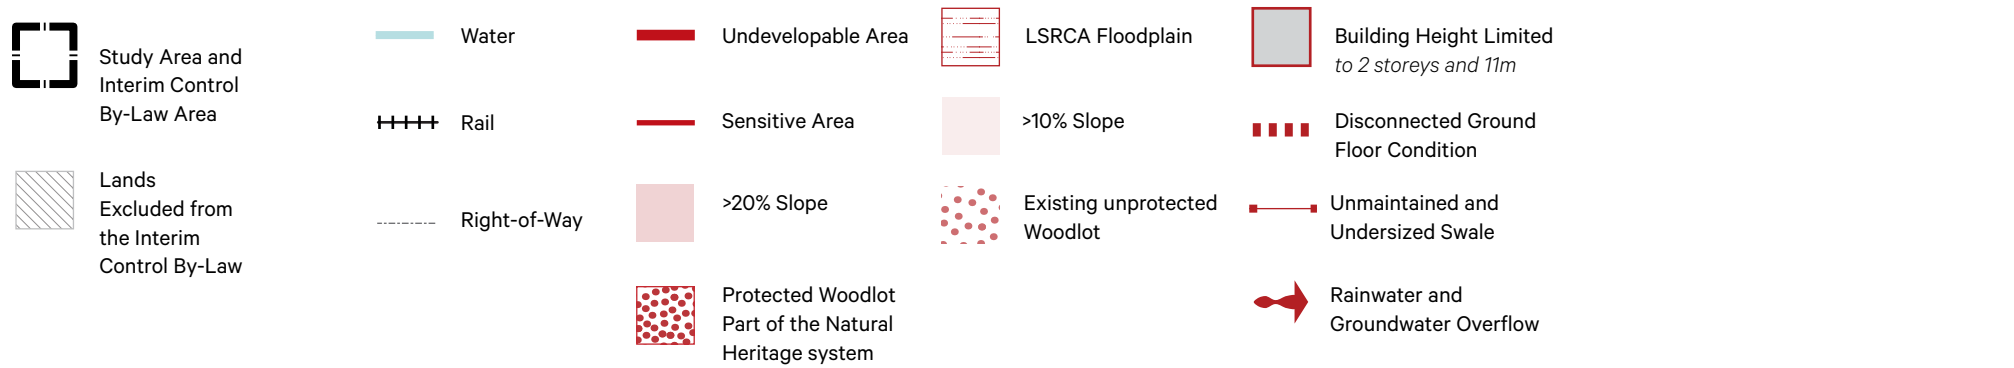 Study Area and
Interim Control
By-Law Area
Lands
Excluded from
the Interim
Control By-Law
Water
Rail
Right-of-Way
Undevelopable Area
Sensitive Area
>20% Slope
Protected Woodlot
Part of the Natural
Heritage system
LSRCA Floodplain
>10% Slope
Existing unprotected
Woodlot
Building Height Limited
to 2 storeys and 11m
Disconnected Ground
Floor Condition
Unmaintained and
Undersized Swale
Rainwater and
Groundwater Overflow